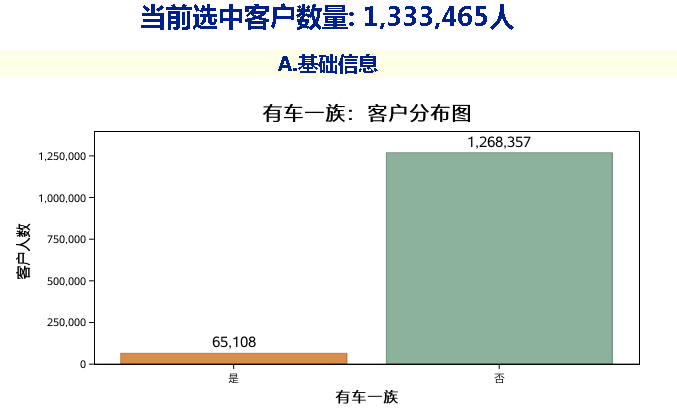 当前选中客户数量: 1,333,465人
A.基础信息
有车一族：客户分布图
1,268,357
1,250,000
1,000,000
750,000
500,000
250,000
0
客户人数
65,108
是
否
有车一族